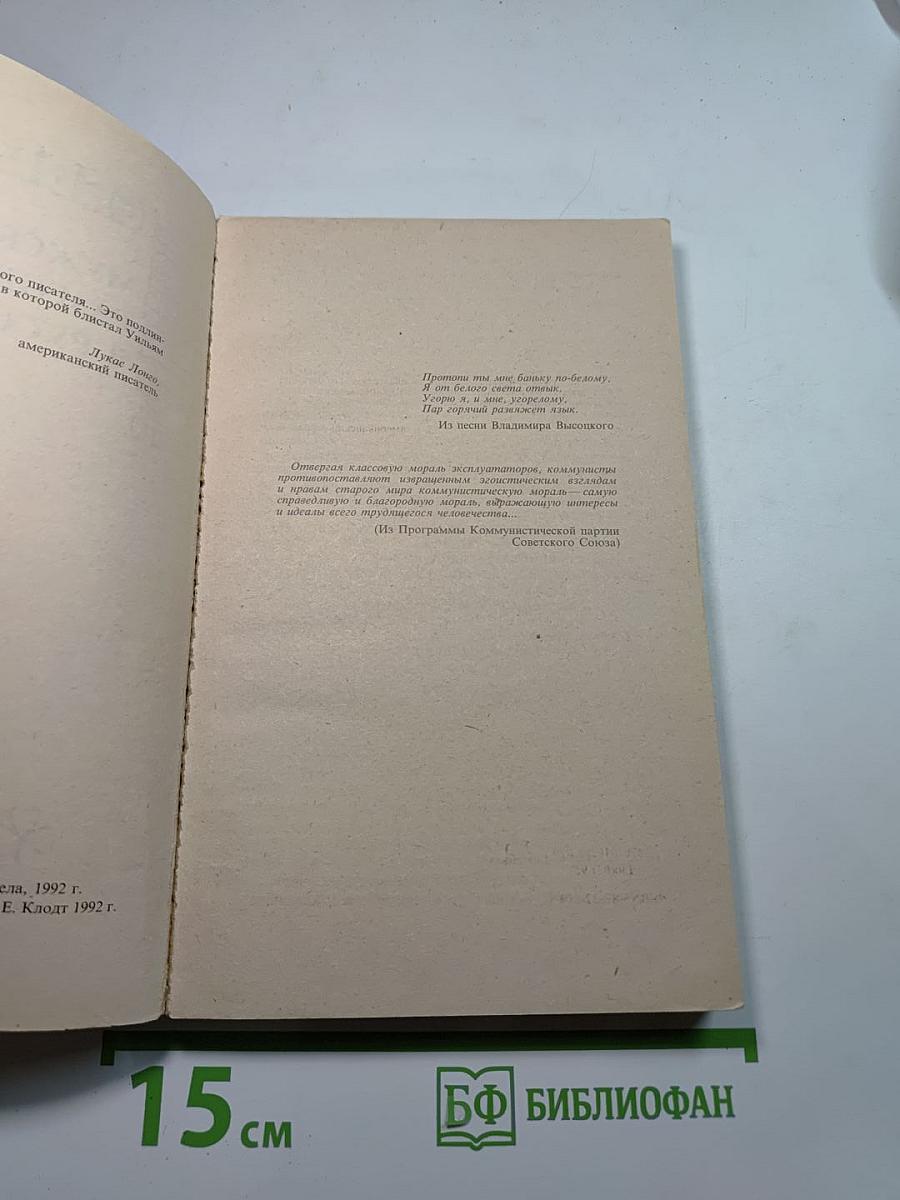 ого писателя... Это подлин-
в которой блистал Уильям
Лукас Лонго,
американский писатель
ела, 1992 г.
Е. Клодт 1992 г.
Протопи ты мне баньку по-белому,
Я от белого света отвык.
Угорю я, и мне, угорелому,
Пар горячий развяжет язык.
Из песни Владимира Высоцкого
Отвергая классовую мораль эксплуататоров, коммунисты
противопоставляют извращенным эгоистическим взглядам
и нравам старого мира коммунистическую мораль—самую
справедливую и благородную мораль, выражающую интересы
и идеалы всего трудящегося человечества...
(Из Программы Коммунистической партии
Советского Союза)
15 см
БФ БИБЛИОФАН